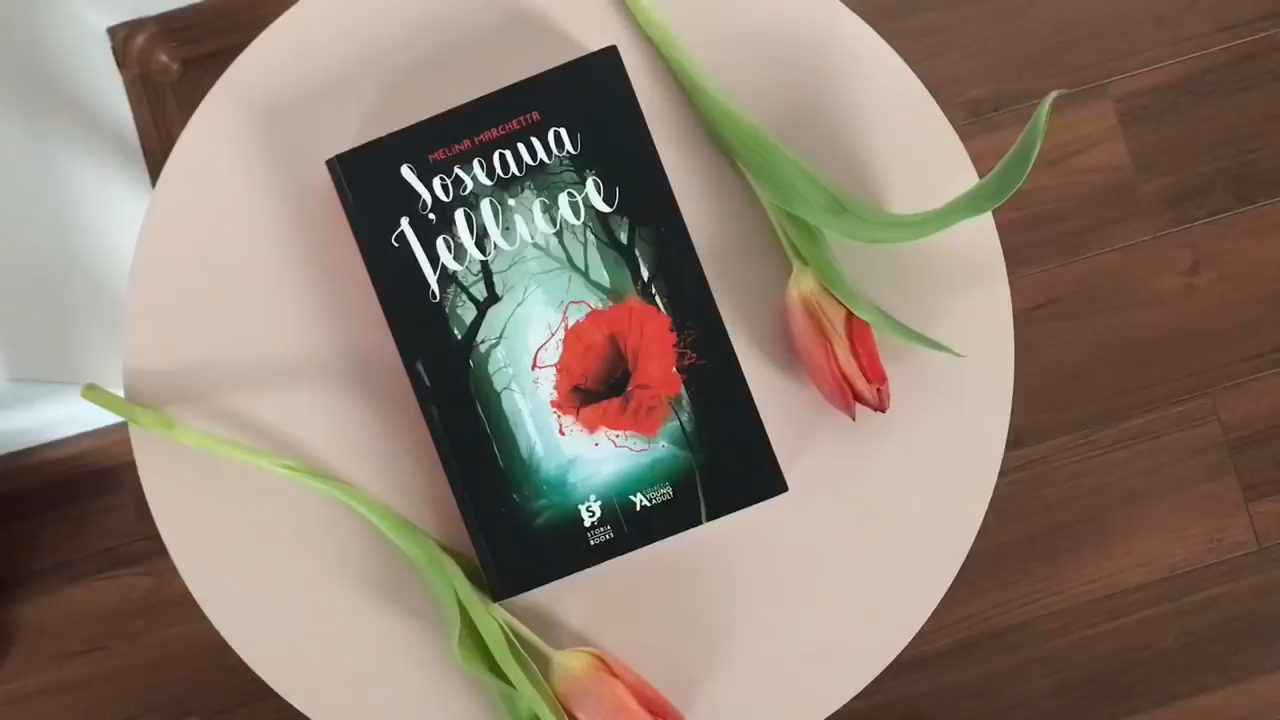 MELINA MARCHETTA
Șoseaua
Jellicoe
S
STORIA
BOOKS
YA
COLECȚIA
YOUNG
ADULT